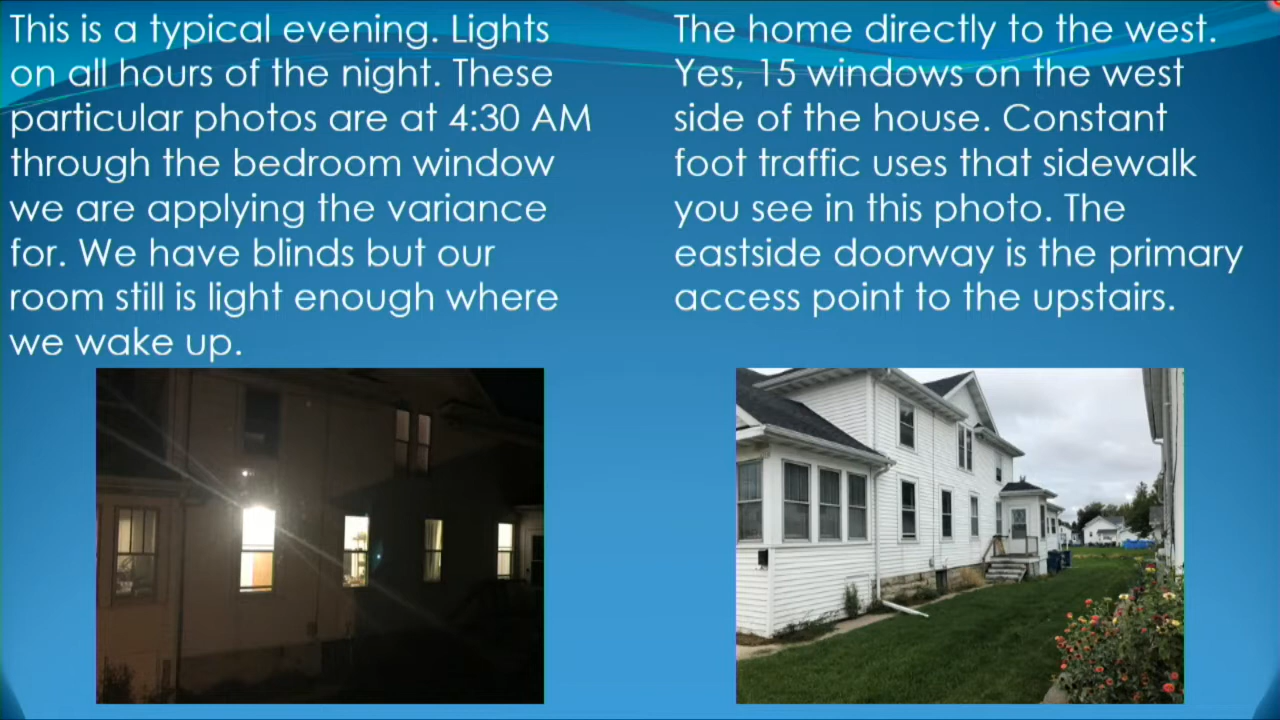 This is a typical evening. Lights
on all hours of the night. These
particular photos are at 4:30 AM
through the bedroom window
we are applying the variance
for. We have blinds but our
room still is light enough where
we wake up.
The home directly to the west.
Yes, 15 windows on the west
side of the house. Constant
foot traffic uses that sidewalk
you see in this photo. The
eastside doorway is the primary
access point to the upstairs.